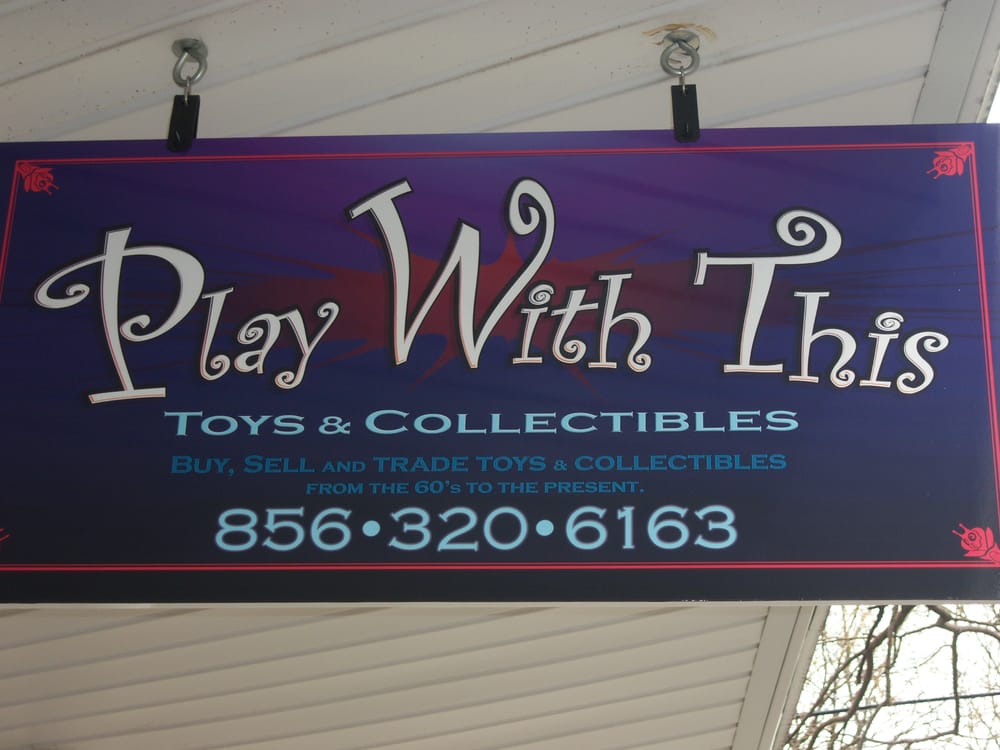 Play With This
Toys & Collectibles
Buy, Sell and trade toys & collectibles
from the 60's to the present.
856•320•6163